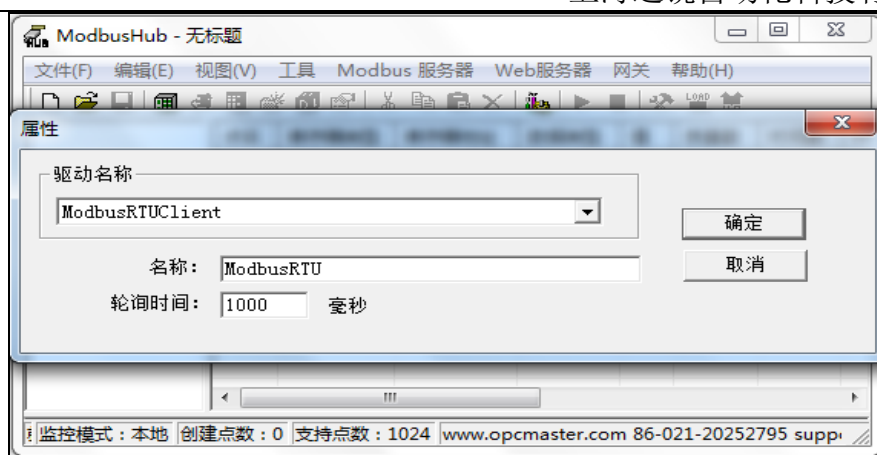 ModbusHub - 无标题
文件(F) 编辑(E) 视图(V) 工具 Modbus 服务器 Web服务器 网关 帮助(H)
属性
驱动名称
ModbusRTUClient
确定
名称: ModbusRTU
取消
轮询时间: 1000 毫秒
监控模式：本地 创建点数：0 支持点数：1024 www.opcmaster.com 86-021-20252795